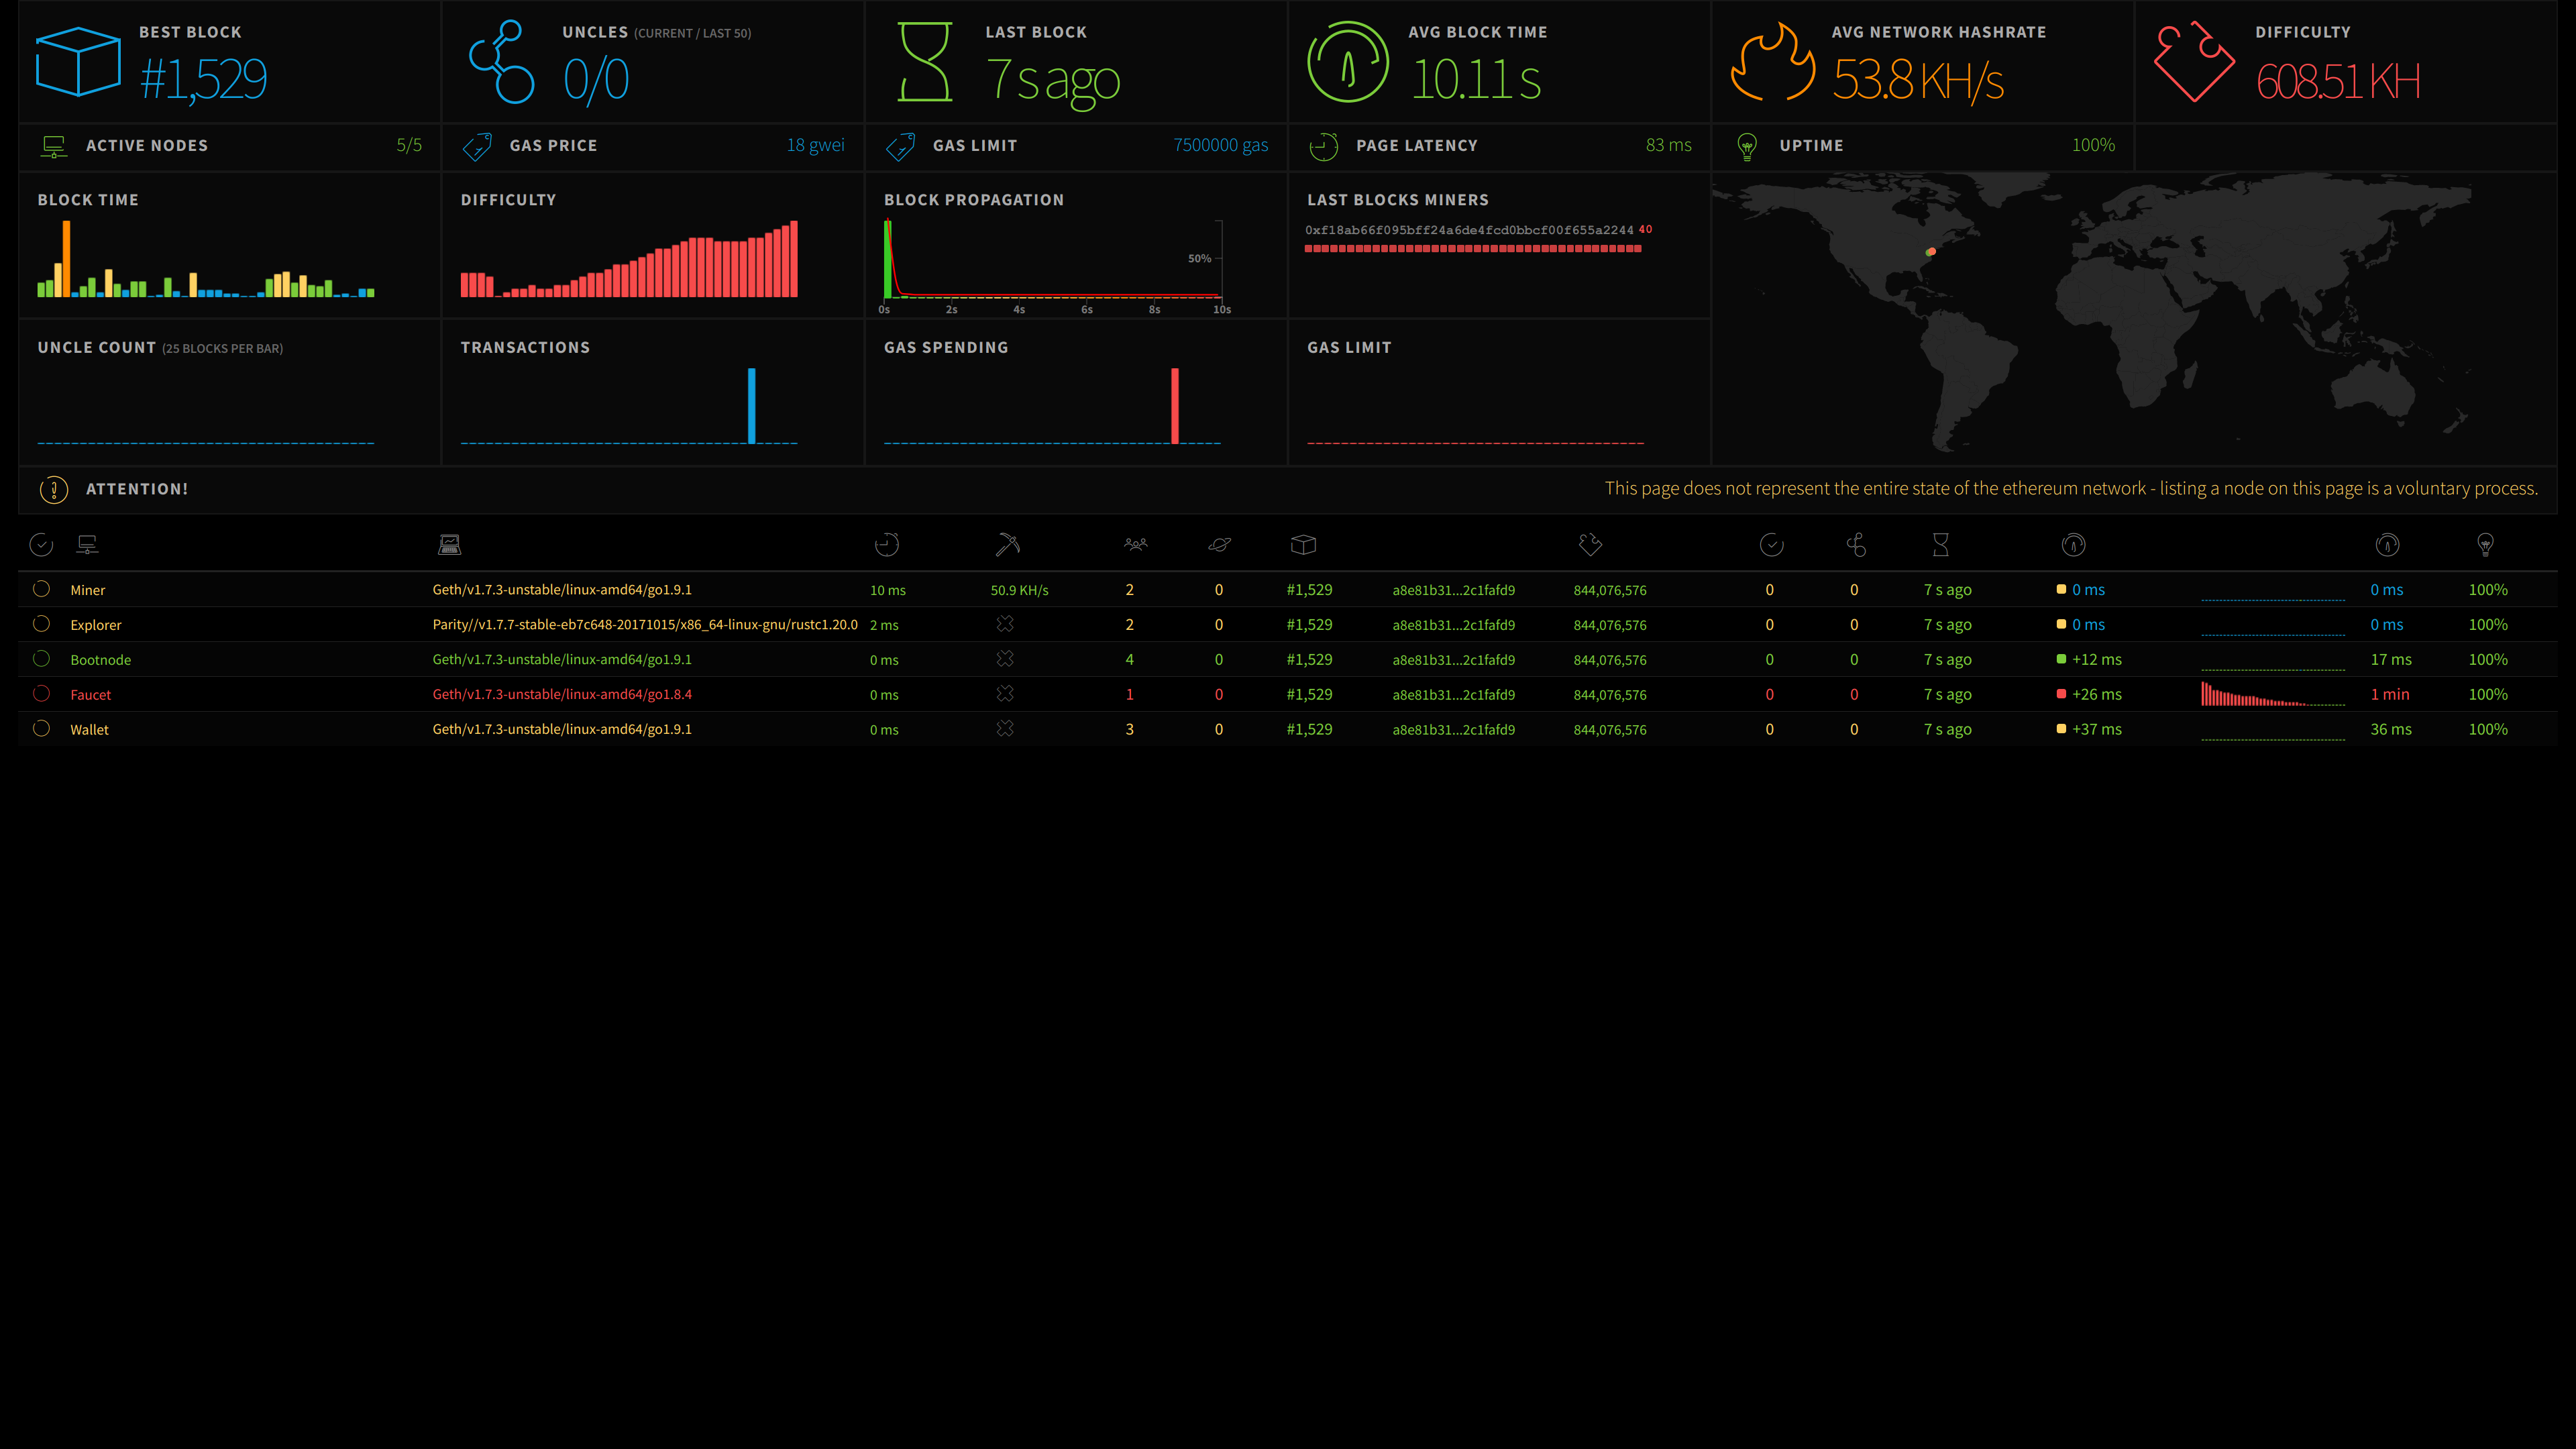 BEST BLOCK
#1,529
UNCLES (CURRENT / LAST 50)
0/0
LAST BLOCK
7 s ago
AVG BLOCK TIME
10.11 s
AVG NETWORK HASHRATE
53.8 KH/s
DIFFICULTY
608.51 KH
ACTIVE NODES 5/5
GAS PRICE 18 gwei
GAS LIMIT 7500000 gas
PAGE LATENCY 83 ms
UPTIME 100%
BLOCK TIME
DIFFICULTY
BLOCK PROPAGATION
50%
0s 2s 4s 6s 8s 10s
LAST BLOCKS MINERS
0xf18ab66f095bff24a6de4fcd0bbcf00f655a2244 40
UNCLE COUNT (25 BLOCKS PER BAR)
TRANSACTIONS
GAS SPENDING
GAS LIMIT
ATTENTION! This page does not represent the entire state of the ethereum network - listing a node on this page is a voluntary process.
Miner Geth/v1.7.3-unstable/linux-amd64/go1.9.1 10 ms 50.9 KH/s 2 0 #1,529 a8e81b31...2c1fafd9 844,076,576 0 0 7 s ago 0 ms 0 ms 100%
Explorer Parity//v1.7.7-stable-eb7c648-20171015/x86_64-linux-gnu/rustc1.20.0 2 ms 2 0 #1,529 a8e81b31...2c1fafd9 844,076,576 0 0 7 s ago 0 ms 0 ms 100%
Bootnode Geth/v1.7.3-unstable/linux-amd64/go1.9.1 0 ms 4 0 #1,529 a8e81b31...2c1fafd9 844,076,576 0 0 7 s ago +12 ms 17 ms 100%
Faucet Geth/v1.7.3-unstable/linux-amd64/go1.8.4 0 ms 1 0 #1,529 a8e81b31...2c1fafd9 844,076,576 0 0 7 s ago +26 ms 1 min 100%
Wallet Geth/v1.7.3-unstable/linux-amd64/go1.9.1 0 ms 3 0 #1,529 a8e81b31...2c1fafd9 844,076,576 0 0 7 s ago +37 ms 36 ms 100%